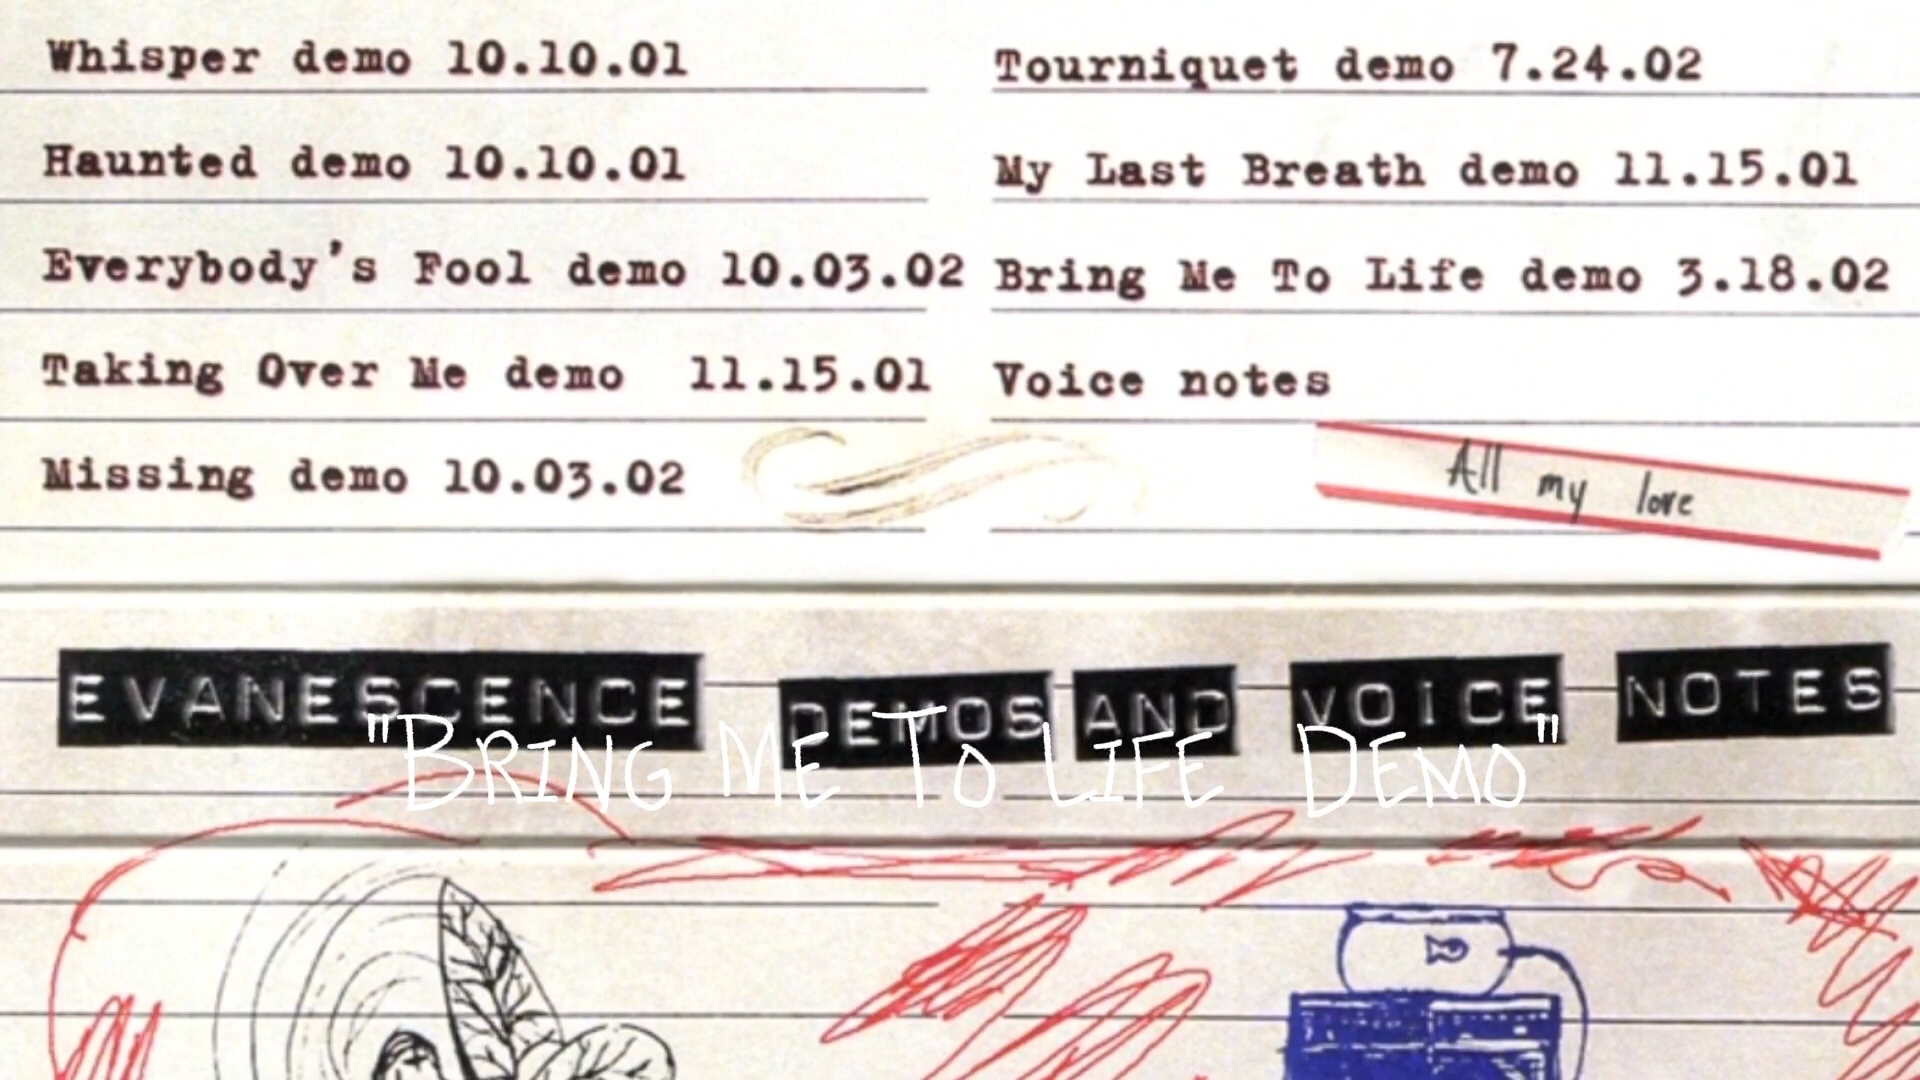 Whisper demo 10.10.01
Haunted demo 10.10.01
Everybody's Fool demo 10.03.02
Taking Over Me demo 11.15.01
Missing demo 10.03.02
Tourniquet demo 7.24.02
My Last Breath demo 11.15.01
Bring Me To Life demo 3.18.02
Voice notes
All my love
EVANESCENCE DEMOS AND VOICE NOTES
"BRING ME TO LIFE DEMO"